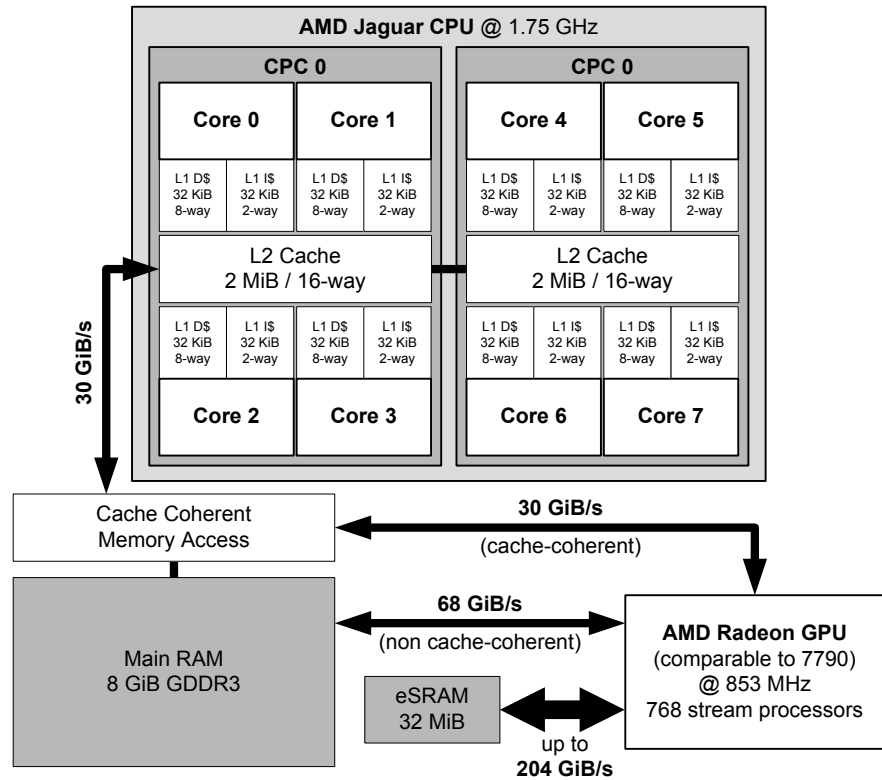 AMD Jaguar CPU @ 1.75 GHz
CPC 0
CPC 0
Core 0
Core 1
Core 4
Core 5
L1 D$
32 KiB
8-way
L1 I$
32 KiB
2-way
L1 D$
32 KiB
8-way
L1 I$
32 KiB
2-way
L1 D$
32 KiB
8-way
L1 I$
32 KiB
2-way
L1 D$
32 KiB
8-way
L1 I$
32 KiB
2-way
L2 Cache
2 MiB / 16-way
L2 Cache
2 MiB / 16-way
L1 D$
32 KiB
8-way
L1 I$
32 KiB
2-way
L1 D$
32 KiB
8-way
L1 I$
32 KiB
2-way
L1 D$
32 KiB
8-way
L1 I$
32 KiB
2-way
L1 D$
32 KiB
8-way
L1 I$
32 KiB
2-way
Core 2
Core 3
Core 6
Core 7
30 GiB/s
Cache Coherent
Memory Access
30 GiB/s
(cache-coherent)
Main RAM
8 GiB GDDR3
68 GiB/s
(non cache-coherent)
AMD Radeon GPU
(comparable to 7790)
@ 853 MHz
768 stream processors
eSRAM
32 MiB
up to
204 GiB/s